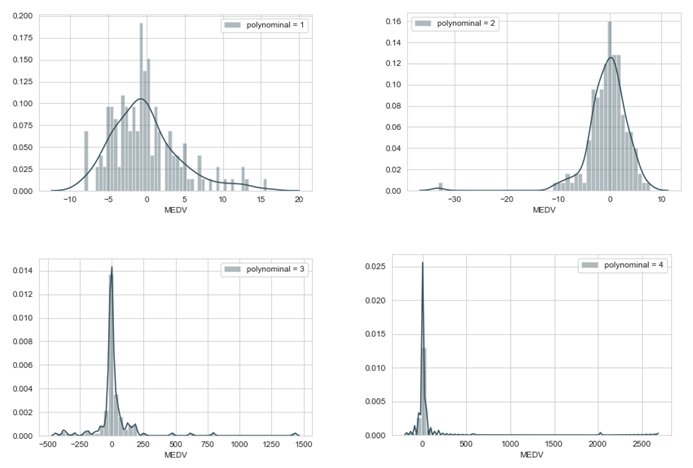 0.200
polynominal = 1
0.175
0.150
0.125
0.100
0.075
0.050
0.025
0.000
−10 −5 0 5 10 15 20
MEDV
0.16
polynominal = 2
0.14
0.12
0.10
0.08
0.06
0.04
0.02
0.00
−30 −20 −10 0 10
MEDV
polynominal = 3
0.014
0.012
0.010
0.008
0.006
0.004
0.002
0.000
−500 −250 0 250 500 750 1000 1250 1500
MEDV
polynominal = 4
0.025
0.020
0.015
0.010
0.005
0.000
0 500 1000 1500 2000 2500
MEDV